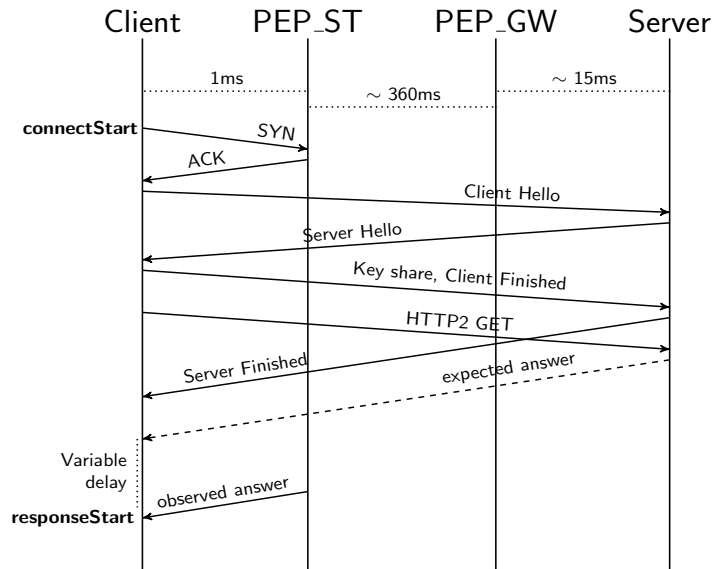 Client PEP_ST PEP_GW Server
1ms
∼ 360ms
∼ 15ms
connectStart
SYN
ACK
Client Hello
Server Hello
Key share, Client Finished
HTTP2 GET
Server Finished
expected answer
Variable
delay
observed answer
responseStart